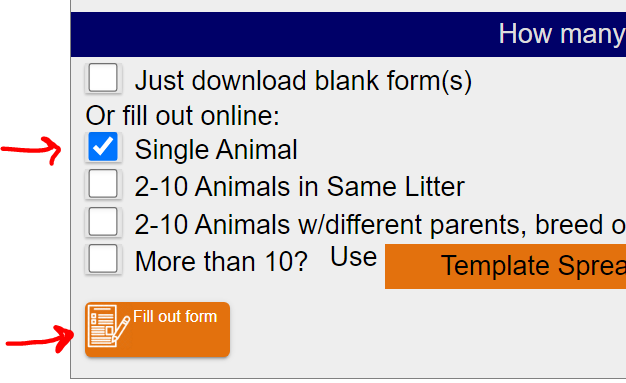 How many
Just download blank form(s)
Or fill out online:
Single Animal
2-10 Animals in Same Litter
2-10 Animals w/different parents, breed o
More than 10? Use Template Sprea
Fill out form